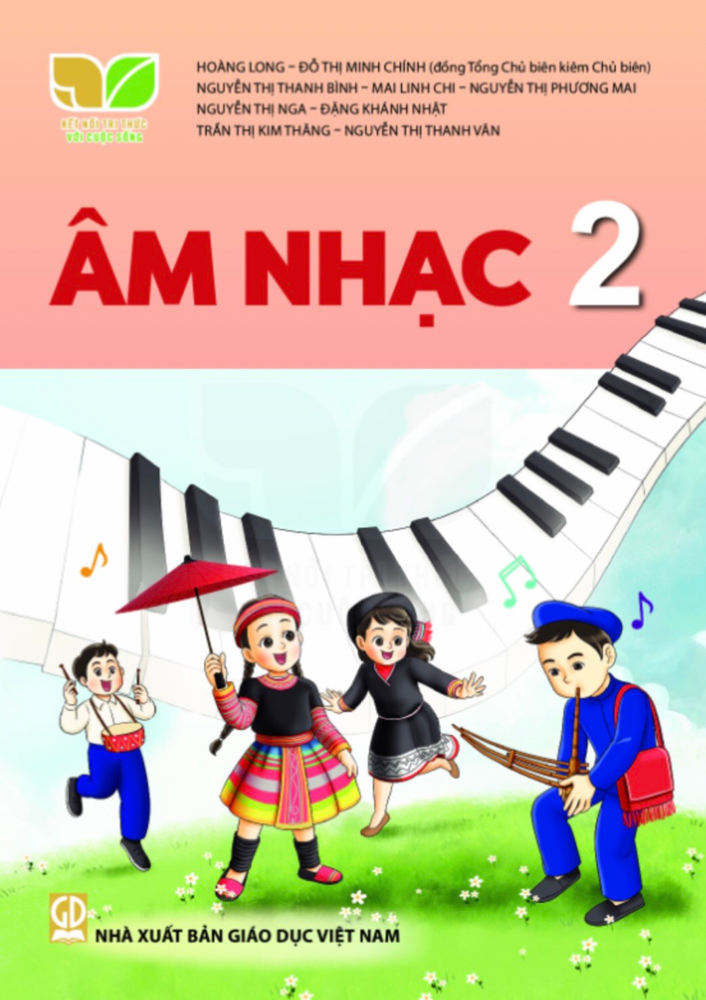 HOÀNG LONG – ĐỖ THỊ MINH CHÍNH (đồng Tổng Chủ biên kiêm Chủ biên)
NGUYỄN THỊ THANH BÌNH – MAI LINH CHI – NGUYỄN THỊ PHƯƠNG MAI
NGUYỄN THỊ NGA – ĐẶNG KHÁNH NHẬT
TRẦN THỊ KIM THĂNG – NGUYỄN THỊ THANH VÂN
KẾT NỐI TRI THỨC
VỚI CUỘC SỐNG
ÂM NHẠC 2
GD
NHÀ XUẤT BẢN GIÁO DỤC VIỆT NAM